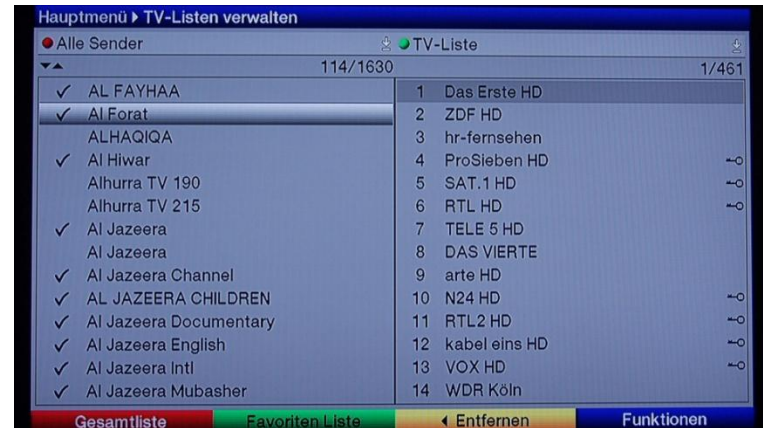 Hauptmenü ▸ TV-Listen verwalten
Alle Sender
114/1630
✓ AL FAYHAA
✓ Al Forat
ALHAQIQA
✓ Al Hiwar
Alhurra TV 190
Alhurra TV 215
✓ Al Jazeera
Al Jazeera
✓ Al Jazeera Channel
✓ AL JAZEERA CHILDREN
✓ Al Jazeera Documentary
✓ Al Jazeera English
✓ Al Jazeera Intl
✓ Al Jazeera Mubasher
TV-Liste
1/461
1 Das Erste HD
2 ZDF HD
3 hr-fernsehen
4 ProSieben HD
5 SAT.1 HD
6 RTL HD
7 TELE 5 HD
8 DAS VIERTE
9 arte HD
10 N24 HD
11 RTL2 HD
12 kabel eins HD
13 VOX HD
14 WDR Köln
Gesamtliste
Favoriten Liste
Entfernen
Funktionen